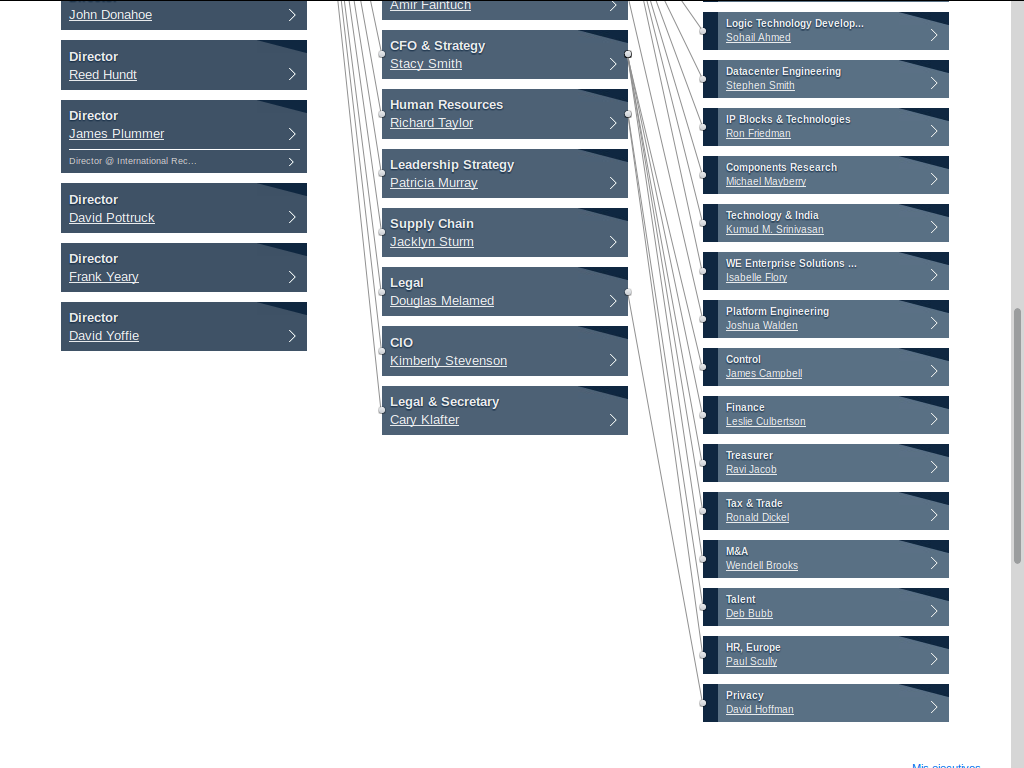 John Donahoe
Director
Reed Hundt
Director
James Plummer
Director @ International Rec...
Director
David Pottruck
Director
Frank Yeary
Director
David Yoffie
Amir Faintuch
CFO & Strategy
Stacy Smith
Human Resources
Richard Taylor
Leadership Strategy
Patricia Murray
Supply Chain
Jacklyn Sturm
Legal
Douglas Melamed
CIO
Kimberly Stevenson
Legal & Secretary
Cary Klafter
Logic Technology Develop...
Sohail Ahmed
Datacenter Engineering
Stephen Smith
IP Blocks & Technologies
Ron Friedman
Components Research
Michael Mayberry
Technology & India
Kumud M. Srinivasan
WE Enterprise Solutions ...
Isabelle Flory
Platform Engineering
Joshua Walden
Control
James Campbell
Finance
Leslie Culbertson
Treasurer
Ravi Jacob
Tax & Trade
Ronald Dickel
M&A
Wendell Brooks
Talent
Deb Bubb
HR, Europe
Paul Scully
Privacy
David Hoffman
Mis ejecutivos